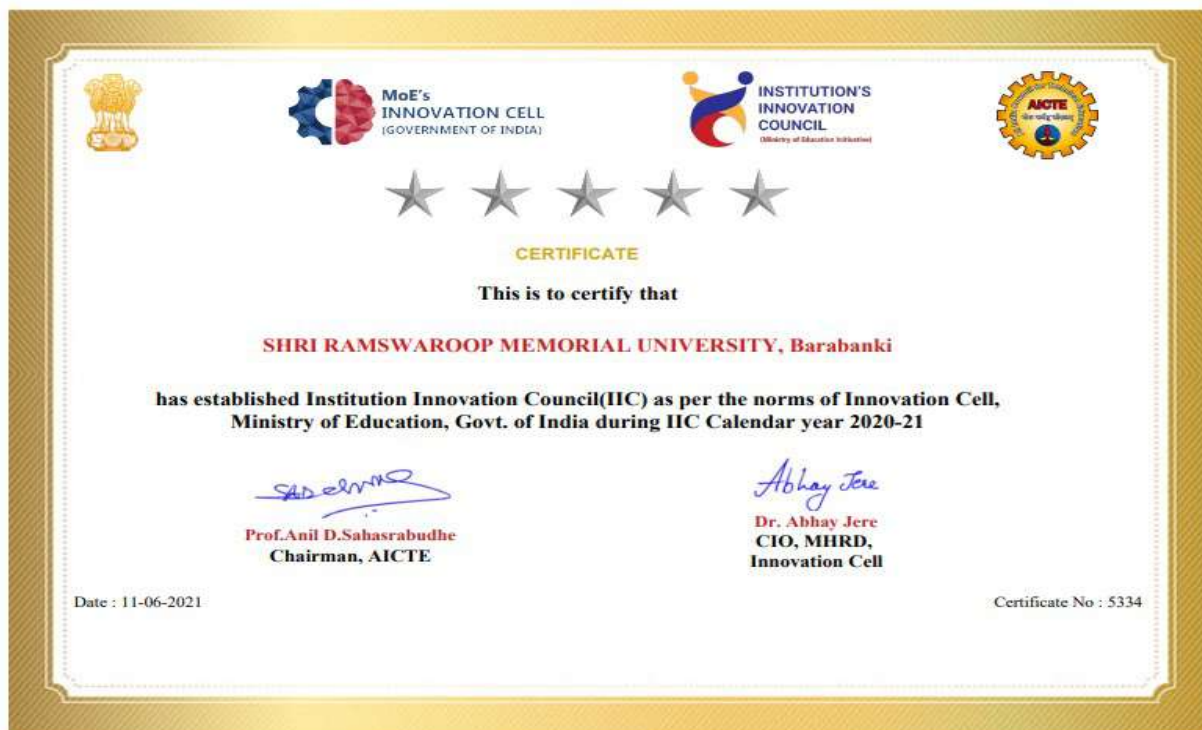 MoE's
INNOVATION CELL
(GOVERNMENT OF INDIA)
INSTITUTION'S
INNOVATION
COUNCIL
(Ministry of Education Initiative)
AICTE
CERTIFICATE
This is to certify that
SHRI RAMSWAROOP MEMORIAL UNIVERSITY, Barabanki
has established Institution Innovation Council(IIC) as per the norms of Innovation Cell,
Ministry of Education, Govt. of India during IIC Calendar year 2020-21
Abhay Jere
Prof.Anil D.Sahasrabudhe
Chairman, AICTE
Dr. Abhay Jere
CIO, MHRD,
Innovation Cell
Date : 11-06-2021
Certificate No : 5334